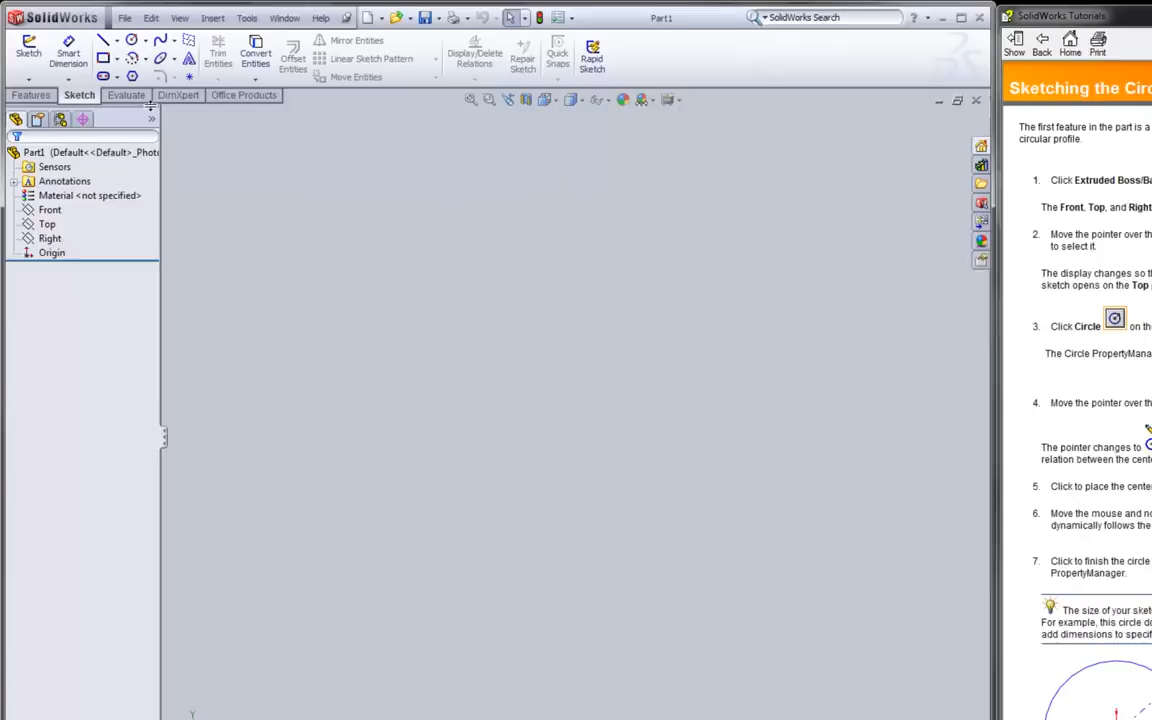 SolidWorks File Edit View Insert Tools Window Help Part1 SolidWorks Search
Sketch Smart Dimension Trim Entities Convert Entities Offset Entities Mirror Entities Linear Sketch Pattern Move Entities Display/Delete Relations Repair Sketch Quick Snaps Rapid Sketch
Features Sketch Evaluate DimXpert Office Products
Part1 (Default<<Default>_Photo
Sensors
Annotations
Material <not specified>
Front
Top
Right
Origin
Y
SolidWorks Tutorials
Show Back Home Print
Sketching the Circ
The first feature in the part is a
circular profile.
1. Click Extruded Boss/Ba
The Front, Top, and Right
2. Move the pointer over th
to select it.
The display changes so th
sketch opens on the Top
3. Click Circle on th
The Circle PropertyMana
4. Move the pointer over th
The pointer changes to
relation between the cent
5. Click to place the cente
6. Move the mouse and no
dynamically follows the
7. Click to finish the circle
PropertyManager.
The size of your sket
For example, this circle do
add dimensions to specif